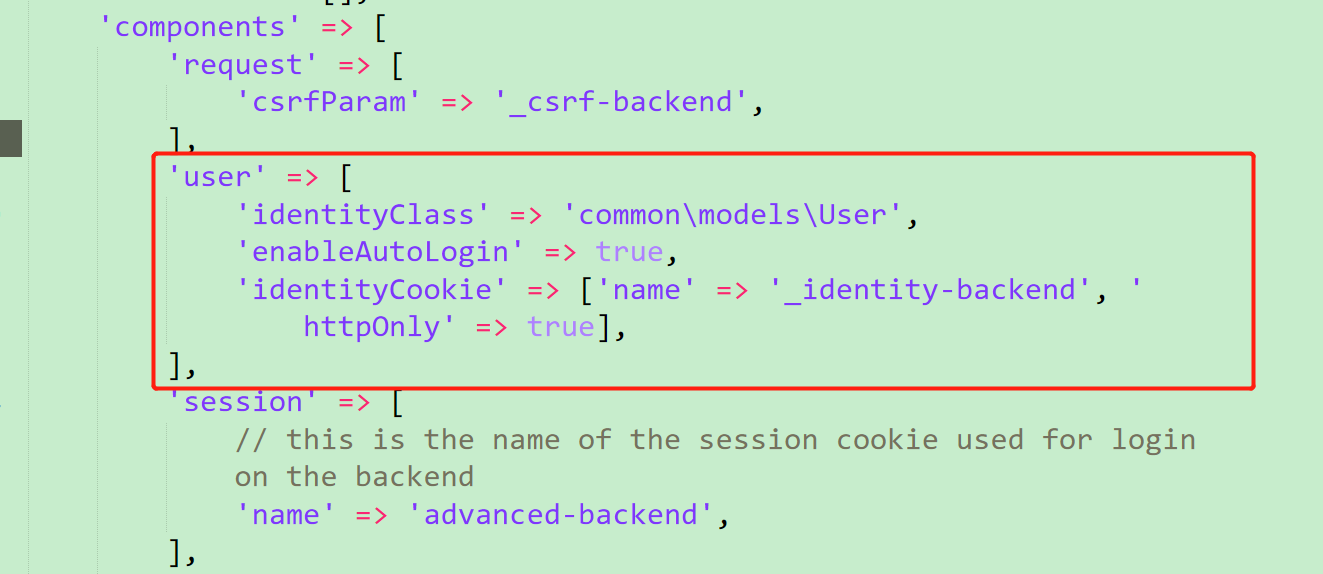 'components' => [
'request' => [
'csrfParam' => '_csrf-backend',
],
'user' => [
'identityClass' => 'common\models\User',
'enableAutoLogin' => true,
'identityCookie' => ['name' => '_identity-backend', '
httpOnly' => true],
],
'session' => [
// this is the name of the session cookie used for login
on the backend
'name' => 'advanced-backend',
],